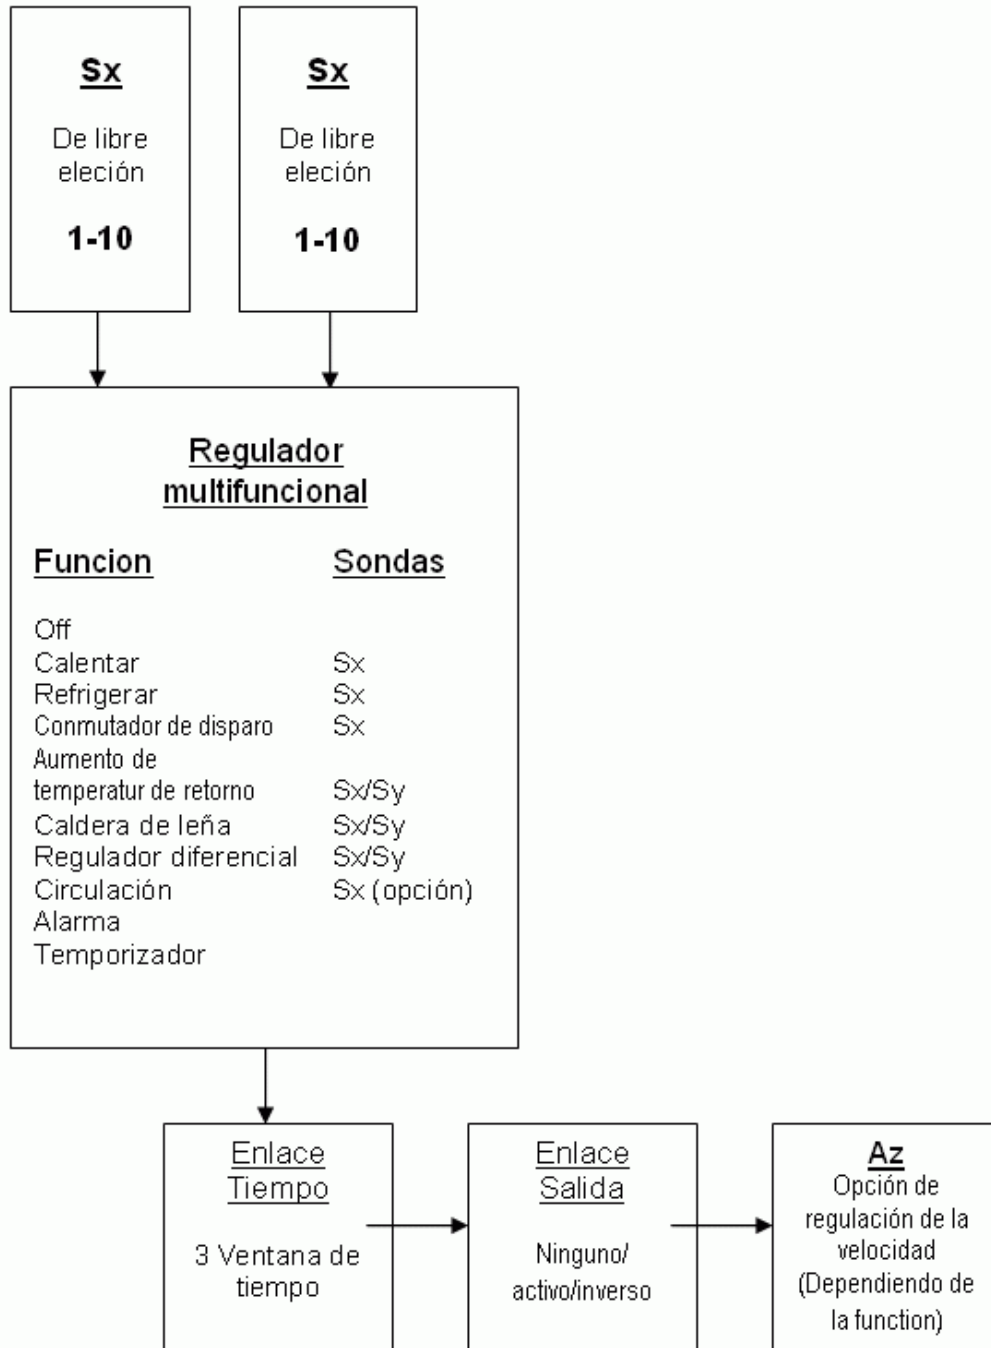 Sx
De libre
eleción
1-10
Sx
De libre
eleción
1-10
Regulador
multifuncional
Funcion Sondas
Off
Calentar Sx
Refrigerar Sx
Conmutador de disparo Sx
Aumento de
temperatur de retorno Sx/Sy
Caldera de leña Sx/Sy
Regulador diferencial Sx/Sy
Circulación Sx (opción)
Alarma
Temporizador
Enlace
Tiempo
3 Ventana de
tiempo
Enlace
Salida
Ninguno/
activo/inverso
Az
Opción de
regulación de la
velocidad
(Dependiendo de
la function)